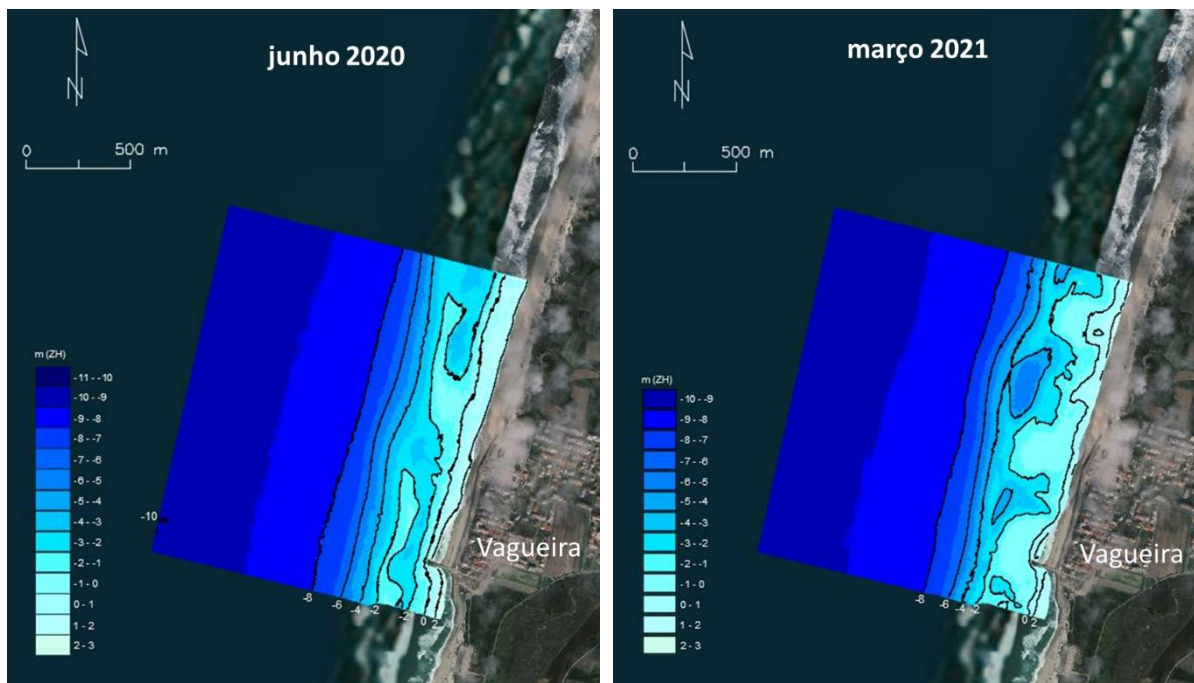 junho 2020
N
0 500 m
m (ZH)
-11 - -10
-10 - -9
-9 - -8
-8 - -7
-7 - -6
-6 - -5
-5 - -4
-4 - -3
-3 - -2
-2 - -1
-1 - 0
0 - 1
1 - 2
2 - 3
-10
Vagueira
-8
-6
-4
-2
-2
0
2
março 2021
N
0 500 m
m (ZH)
-10 - -9
-9 - -8
-8 - -7
-7 - -6
-6 - -5
-5 - -4
-4 - -3
-3 - -2
-2 - -1
-1 - 0
0 - 1
1 - 2
2 - 3
Vagueira
-8
-6
-4
-2
0
2